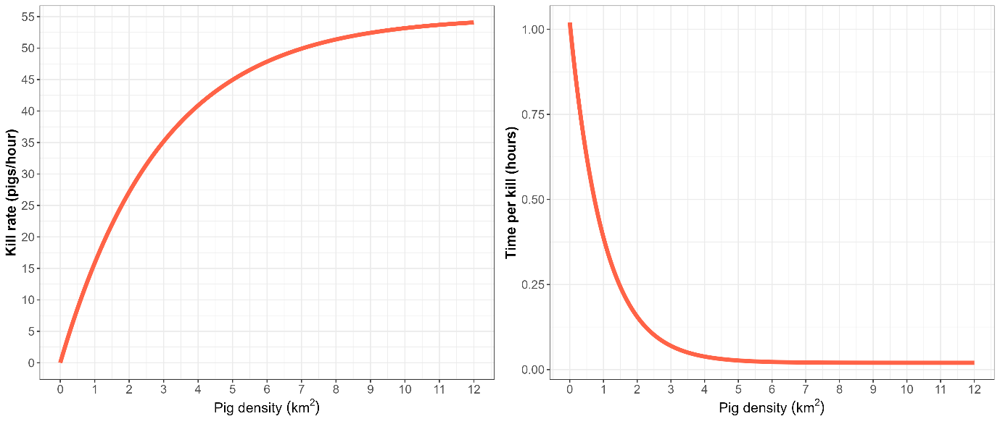 Kill rate (pigs/hour)
55
50
45
40
35
30
25
20
15
10
5
0
0 1 2 3 4 5 6 7 8 9 10 11 12
Pig density (km²)
Time per kill (hours)
1.00
0.75
0.50
0.25
0.00
0 1 2 3 4 5 6 7 8 9 10 11 12
Pig density (km²)